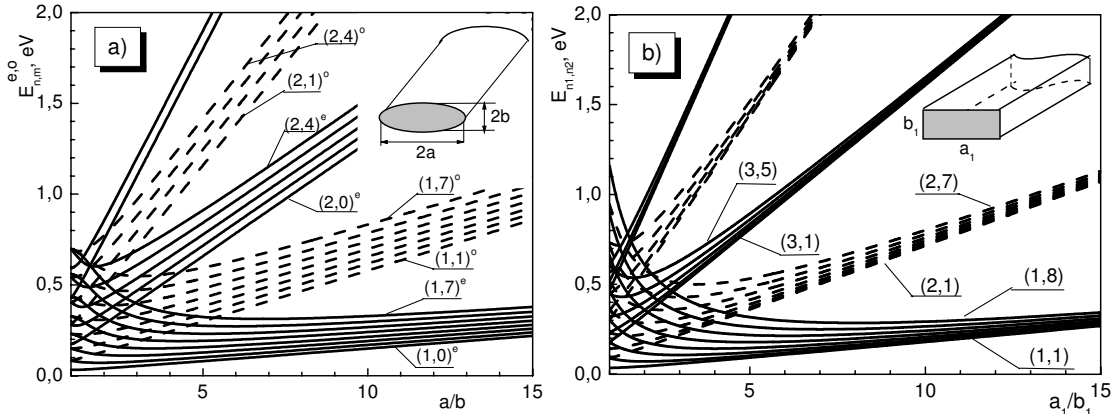 a)
E^{e,o}_{n,m}, eV
2,0
1,5
1,0
0,5
0,0
5
10
15
a/b
(2,4)^o
(2,1)^o
(2,4)^e
(2,0)^e
(1,7)^o
(1,1)^o
(1,7)^e
(1,0)^e
2b
2a
b)
E_{n1,n2}, eV
2,0
1,5
1,0
0,5
0,0
5
10
15
a_1/b_1
b_1
a_1
(3,5)
(2,7)
(3,1)
(2,1)
(1,8)
(1,1)